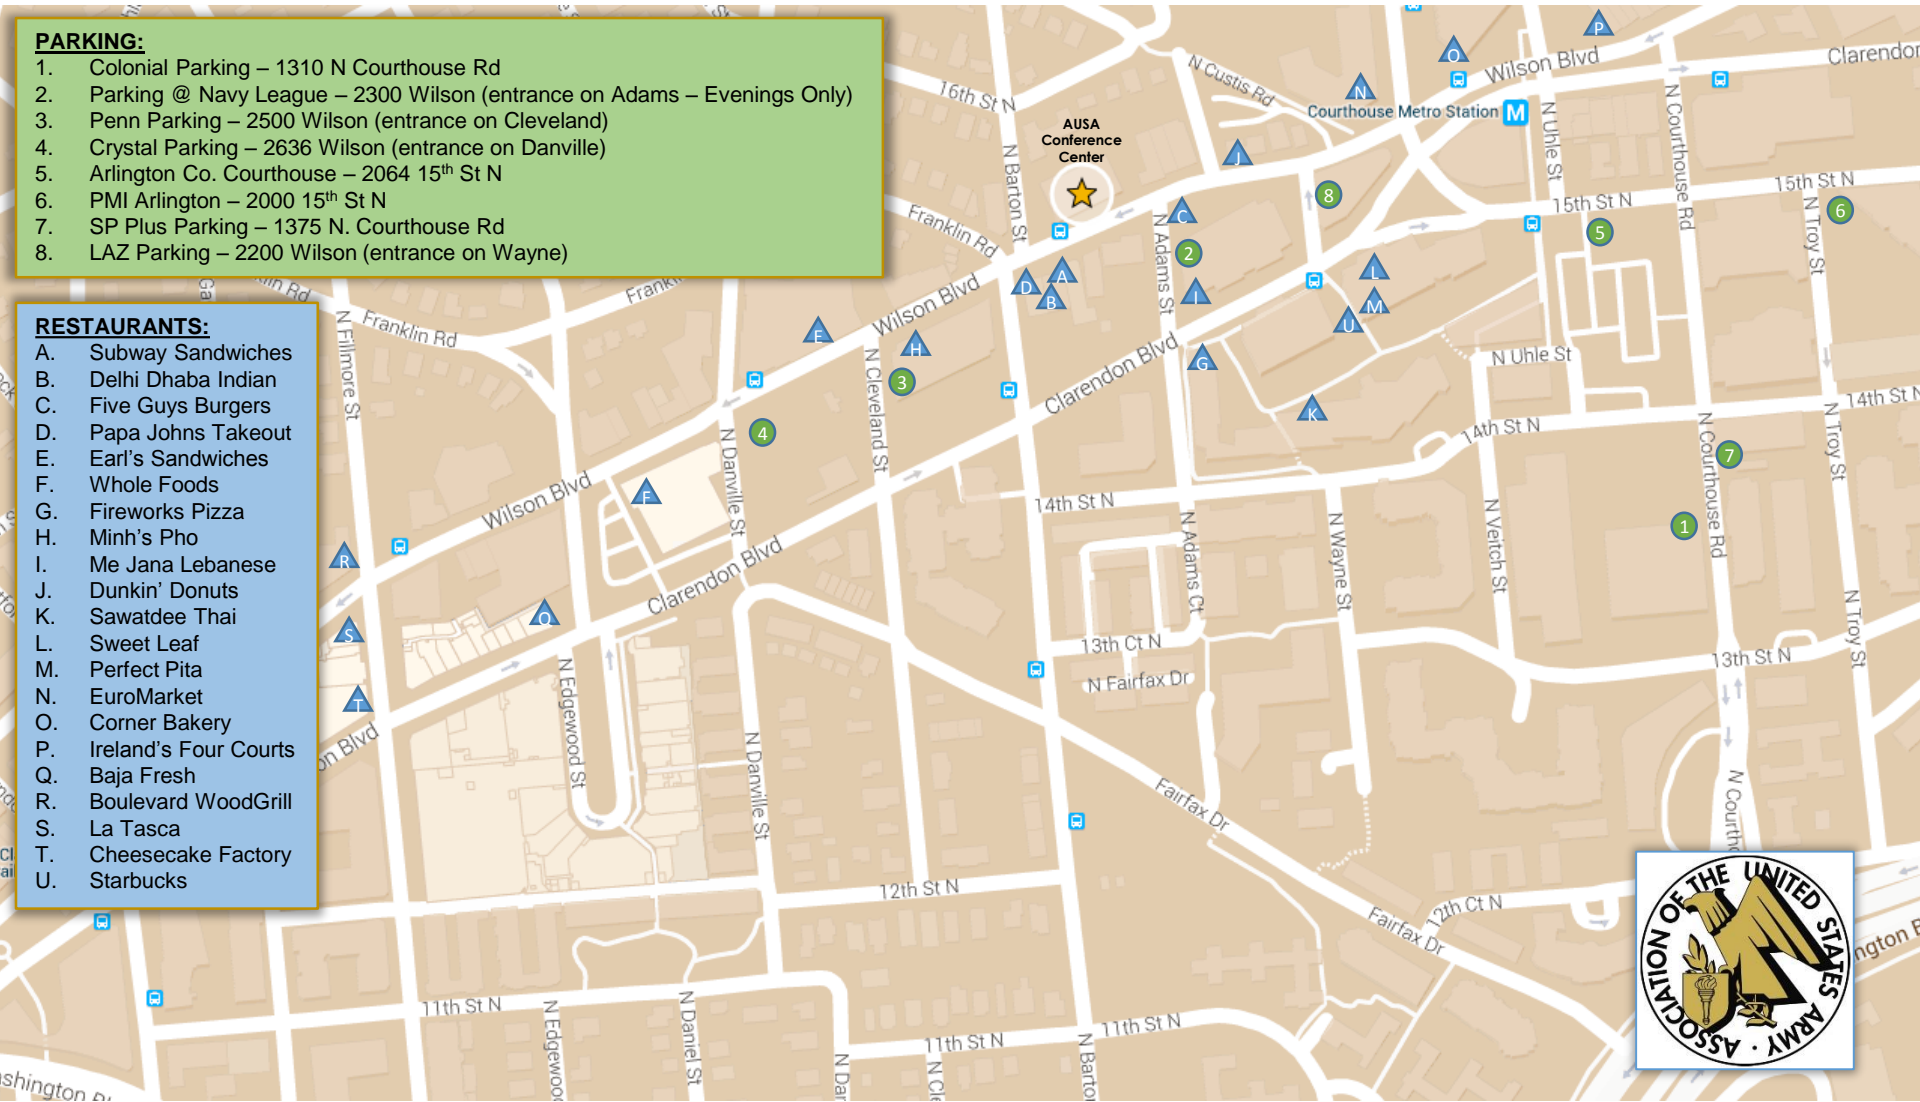 PARKING:
1. Colonial Parking – 1310 N Courthouse Rd
2. Parking @ Navy League – 2300 Wilson (entrance on Adams – Evenings Only)
3. Penn Parking – 2500 Wilson (entrance on Cleveland)
4. Crystal Parking – 2636 Wilson (entrance on Danville)
5. Arlington Co. Courthouse – 2064 15th St N
6. PMI Arlington – 2000 15th St N
7. SP Plus Parking – 1375 N. Courthouse Rd
8. LAZ Parking – 2200 Wilson (entrance on Wayne)
RESTAURANTS:
A. Subway Sandwiches
B. Delhi Dhaba Indian
C. Five Guys Burgers
D. Papa Johns Takeout
E. Earl's Sandwiches
F. Whole Foods
G. Fireworks Pizza
H. Minh's Pho
I. Me Jana Lebanese
J. Dunkin' Donuts
K. Sawatdee Thai
L. Sweet Leaf
M. Perfect Pita
N. EuroMarket
O. Corner Bakery
P. Ireland's Four Courts
Q. Baja Fresh
R. Boulevard WoodGrill
S. La Tasca
T. Cheesecake Factory
U. Starbucks
AUSA
Conference
Center
P
O
Wilson Blvd
Clarendon
N Custis Rd
16th St N
N
Courthouse Metro Station M
N Uhle St
N Courthouse Rd
N Barton St
J
8
15th St N
15th St N
6
C
Franklin Rd
5
N Adams St
2
N Troy St
A
D
B
I
L
M
U
Franklin Rd
N Fillmore St
Wilson Blvd
E
H
N Cleveland St
3
Clarendon Blvd
G
N Uhle St
K
14th St N
14th St N
N Troy St
4
N Danville St
N Courthouse Rd
7
F
Wilson Blvd
14th St N
N Adams Ct
N Wayne St
N Veitch St
1
R
Clarendon Blvd
S
Q
13th Ct N
N Fairfax Dr
13th St N
N Troy St
T
N Edgewood St
N Danville St
Fairfax Dr
12th St N
Fairfax Dr
12th Ct N
11th St N
N Daniel St
11th St N
11th St N
ASSOCIATION OF THE UNITED STATES ARMY